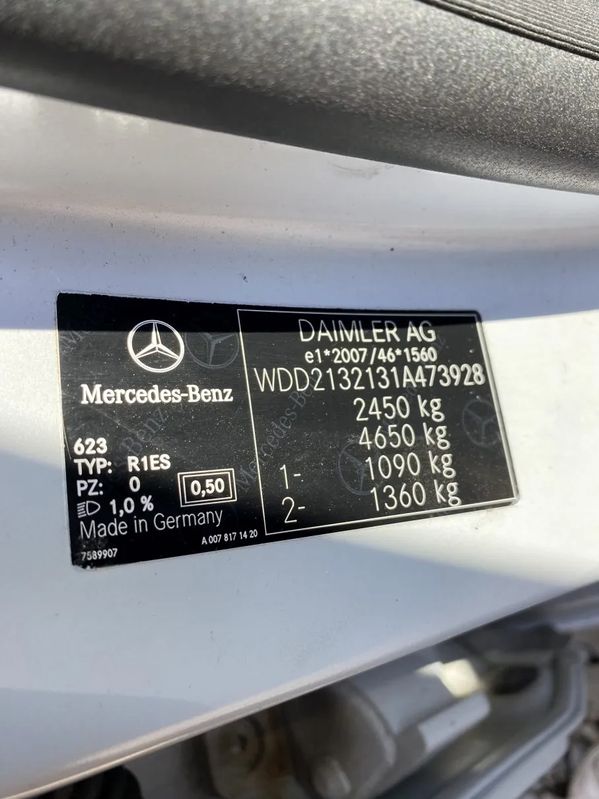 Mercedes-Benz
623
TYP: R1ES
PZ: 0
1,0 %
0,50
Made in Germany
7589907
A 007 817 14 20
DAIMLER AG
e1*2007/46*1560
WDD2132131A473928
2450 kg
4650 kg
1- 1090 kg
2- 1360 kg